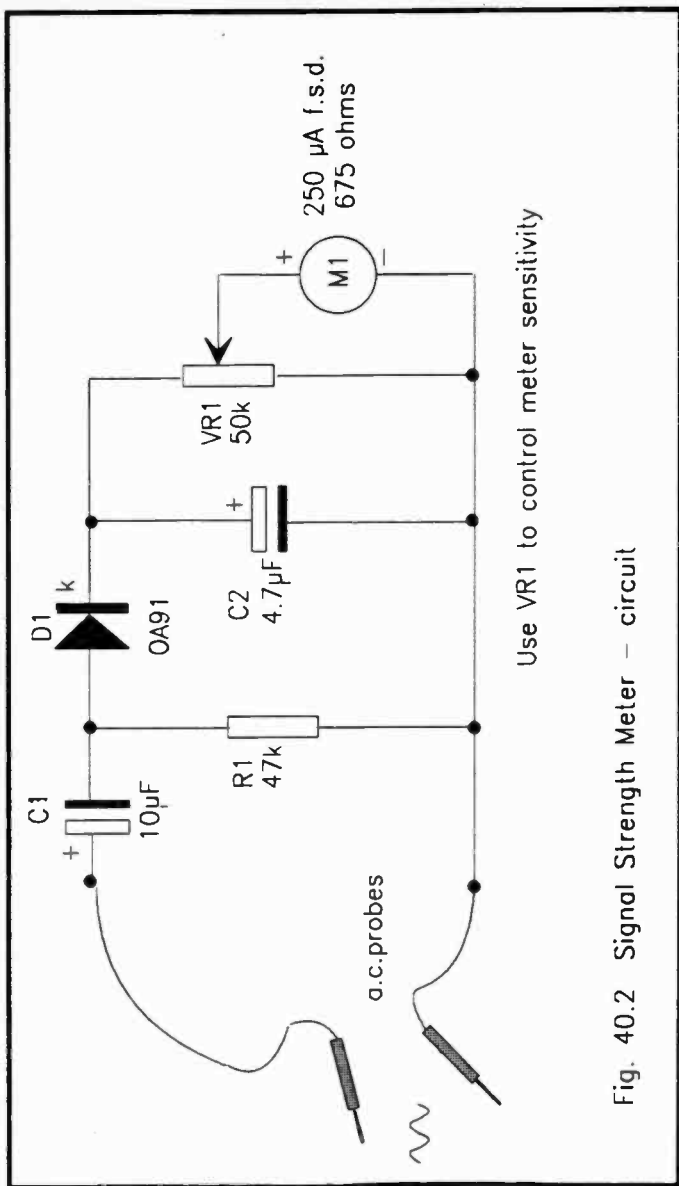 C1
+
10µF
R1
47k
D1
k
OA91
C2
+
4.7µF
VR1
50k
M1
+
−
250 µA f.s.d.
675 ohms
a.c.probes
Use VR1 to control meter sensitivity
Fig. 40.2 Signal Strength Meter − circuit